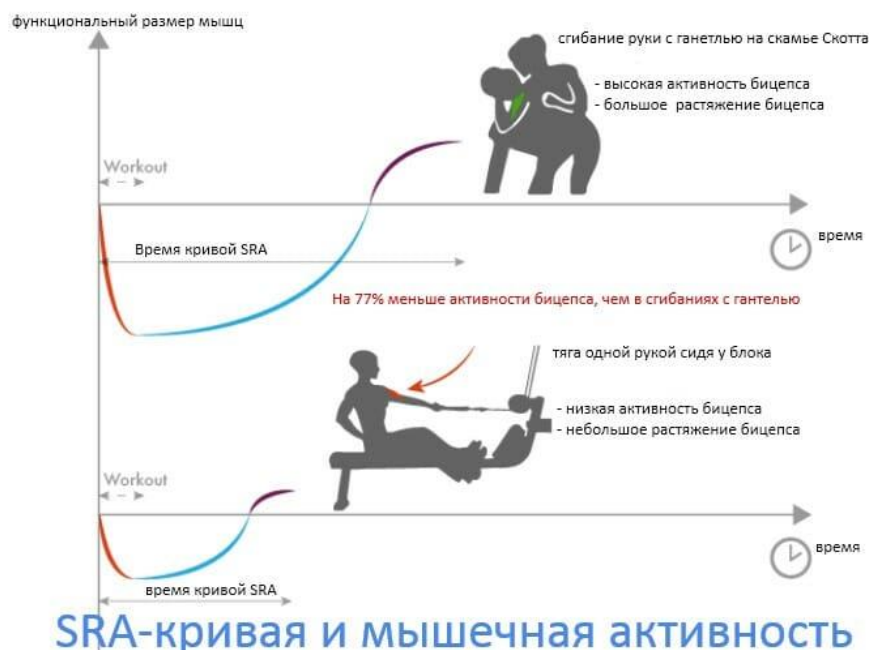 функциональный размер мышц
сгибание руки с ганетлью на скамье Скотта
- высокая активность бицепса
- большое растяжение бицепса
Workout
время
Время кривой SRA
На 77% меньше активности бицепса, чем в сгибаниях с гантелью
тяга одной рукой сидя у блока
- низкая активность бицепса
- небольшое растяжение бицепса
Workout
время
время кривой SRA
SRA-кривая и мышечная активность